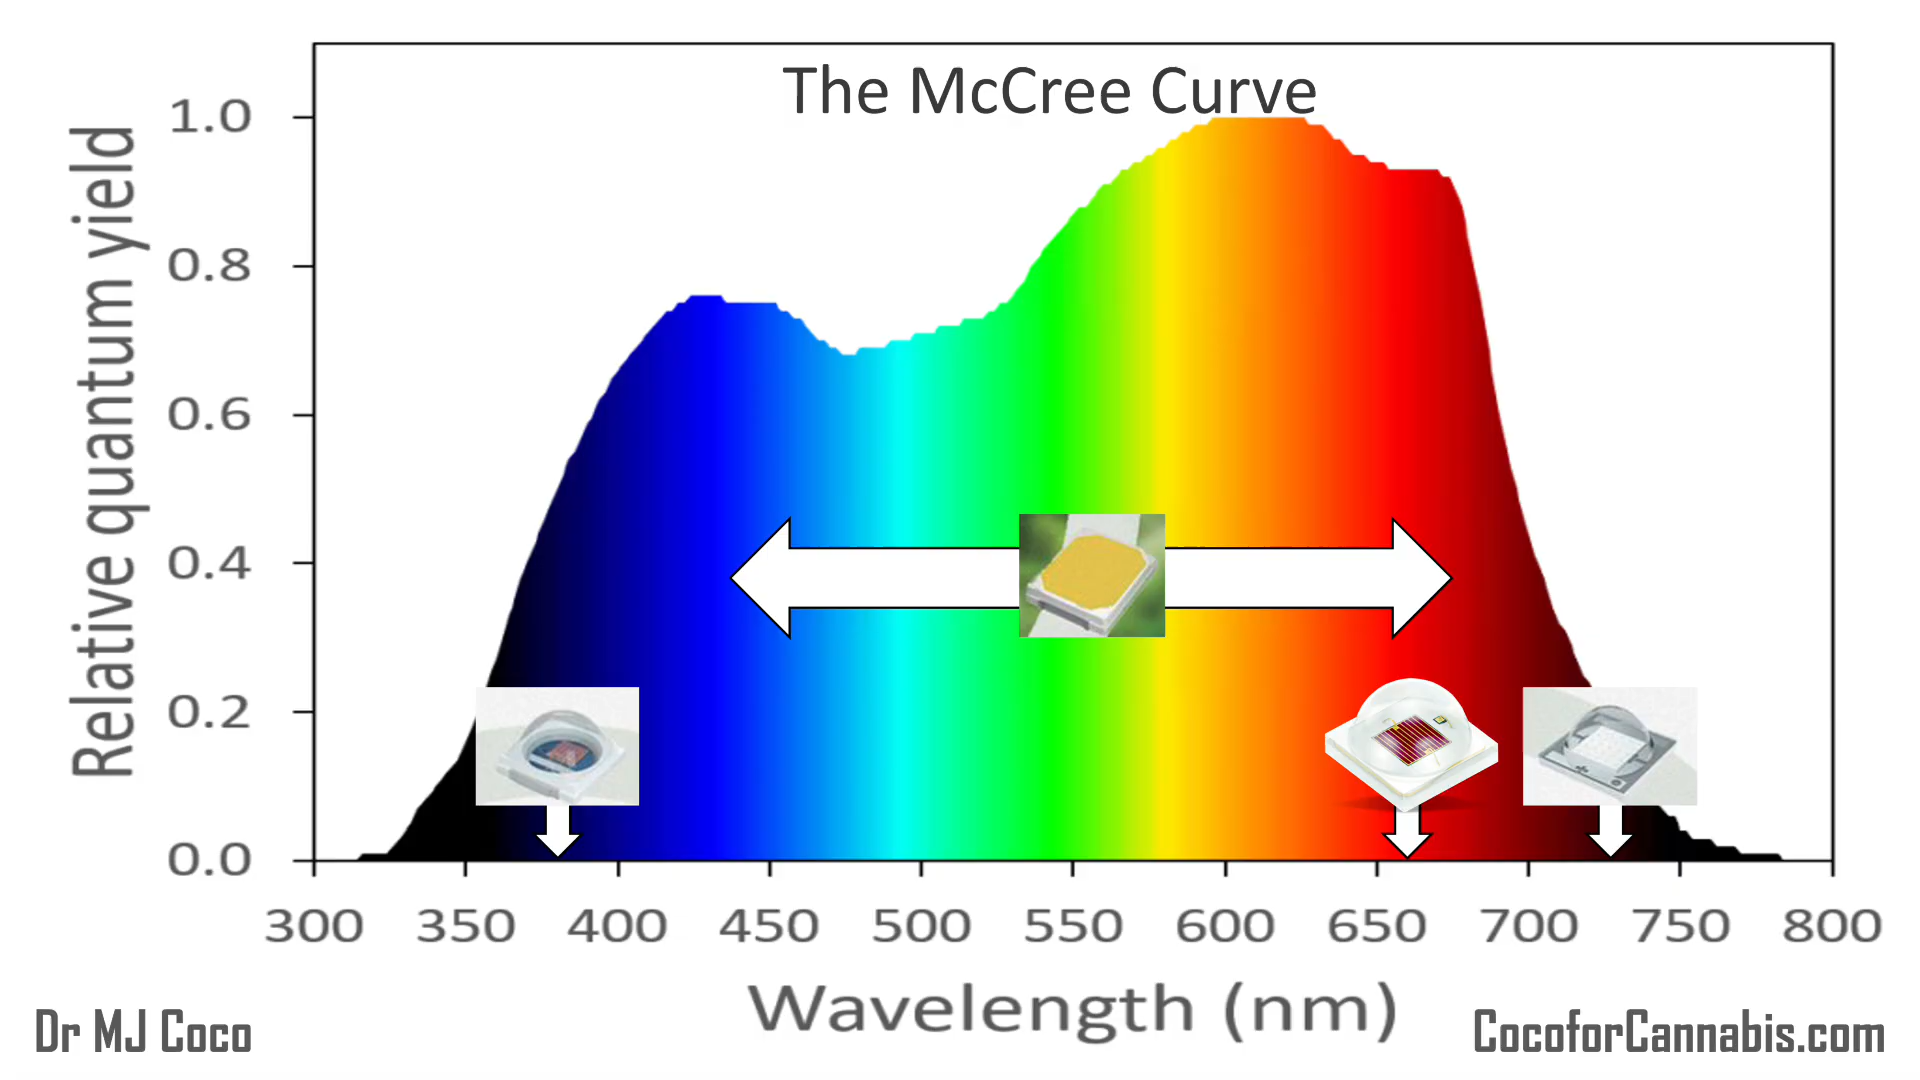 The McCree Curve
Relative quantum yield
1.0
0.8
0.6
0.4
0.2
0.0
300 350 400 450 500 550 600 650 700 750 800
Wavelength (nm)
Dr MJ Coco
CocoforCannabis.com